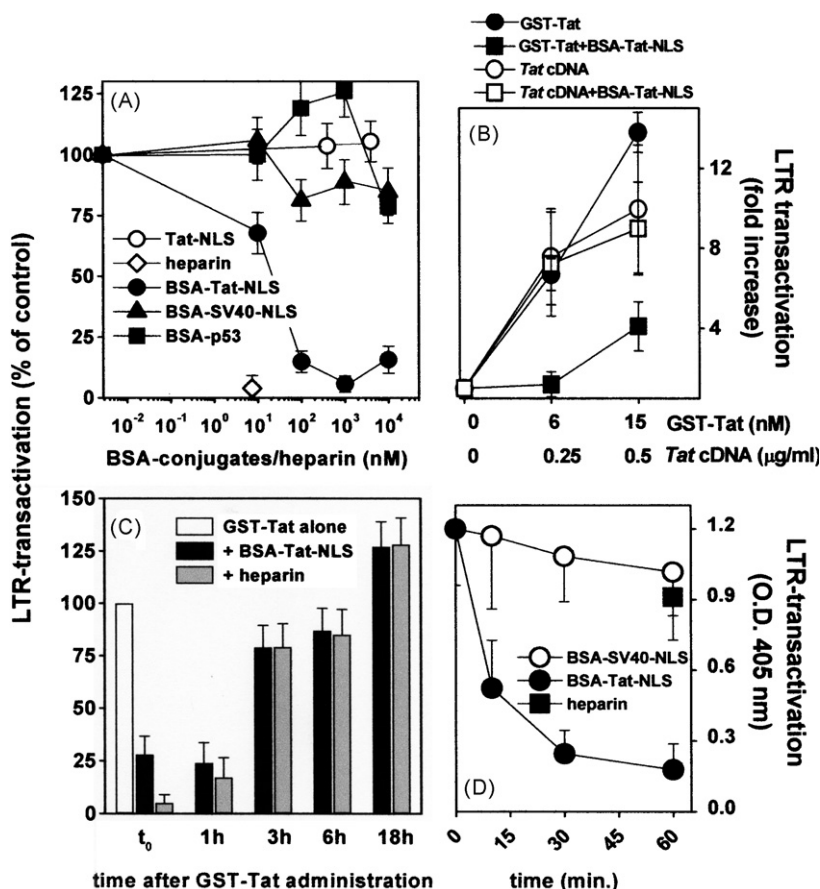 (A)
LTR-transactivation (% of control)
125
100
75
50
25
0
Tat-NLS
heparin
BSA-Tat-NLS
BSA-SV40-NLS
BSA-p53
10⁻² 10⁻¹ 10⁰ 10¹ 10² 10³ 10⁴
BSA-conjugates/heparin (nM)
GST-Tat
GST-Tat+BSA-Tat-NLS
Tat cDNA
Tat cDNA+BSA-Tat-NLS
(B)
12
8
4
LTR transactivation
(fold increase)
0 6 15 GST-Tat (nM)
0 0.25 0.5 Tat cDNA (μg/ml)
(C)
150
125
100
75
50
25
0
GST-Tat alone
+ BSA-Tat-NLS
+ heparin
t₀ 1h 3h 6h 18h
time after GST-Tat administration
(D)
1.2
0.9
0.6
0.3
0.0
LTR-transactivation
(O.D. 405 nm)
BSA-SV40-NLS
BSA-Tat-NLS
heparin
0 15 30 45 60
time (min.)